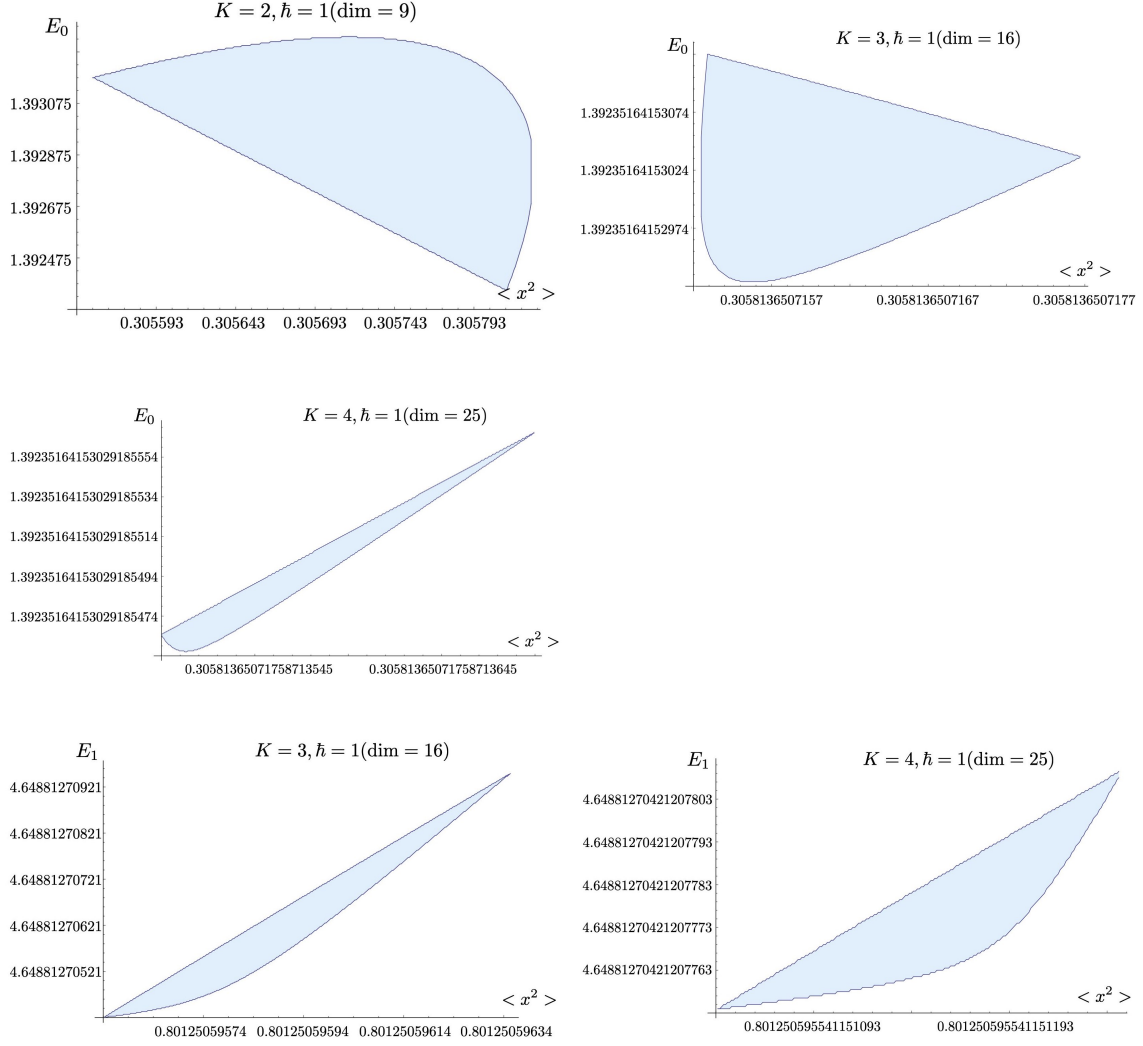 K = 2, ħ = 1(dim = 9)
E₀
1.393075
1.392875
1.392675
1.392475
< x² >
0.305593 0.305643 0.305693 0.305743 0.305793
K = 3, ħ = 1(dim = 16)
E₀
1.39235164153074
1.39235164153024
1.39235164152974
< x² >
0.3058136507157 0.3058136507167 0.3058136507177
K = 4, ħ = 1(dim = 25)
E₀
1.39235164153029185554
1.39235164153029185534
1.39235164153029185514
1.39235164153029185494
1.39235164153029185474
< x² >
0.30581365071758713545 0.30581365071758713645
K = 3, ħ = 1(dim = 16)
E₁
4.64881270921
4.64881270821
4.64881270721
4.64881270621
4.64881270521
< x² >
0.80125059574 0.80125059594 0.80125059614 0.80125059634
K = 4, ħ = 1(dim = 25)
E₁
4.64881270421207803
4.64881270421207793
4.64881270421207783
4.64881270421207773
4.64881270421207763
< x² >
0.801250595541151093 0.801250595541151193